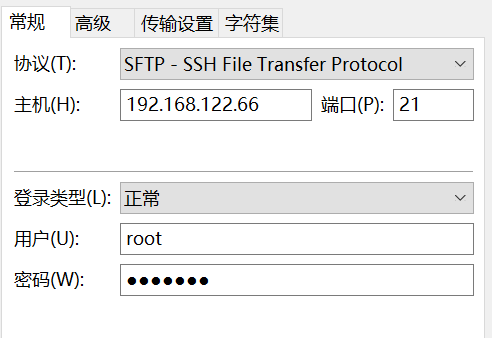 常规 高级 传输设置 字符集
协议(T): SFTP - SSH File Transfer Protocol
主机(H): 192.168.122.66 端口(P): 21
登录类型(L): 正常
用户(U): root
密码(W): ●●●●●●●